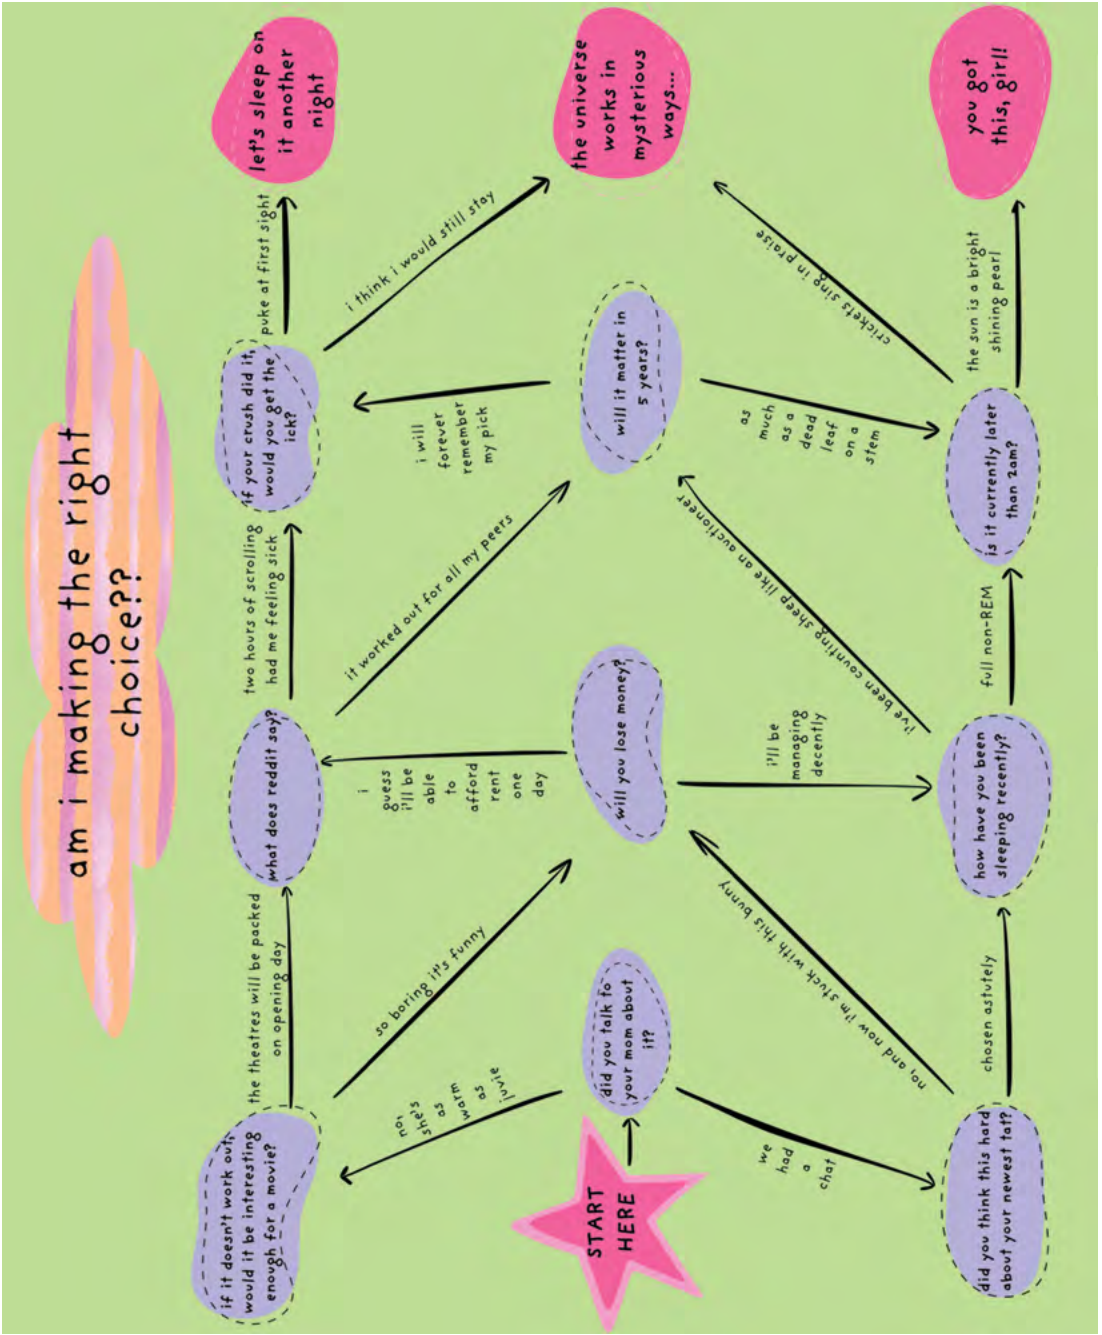 am i making the right
choice??
START
HERE
did you talk to
your mom about
it?
no,
she's
as
warm
as
juvie
we
had
a
chat
if it doesn't work out,
would it be interesting
enough for a movie?
the theatres will be packed
on opening day
so boring it's funny
did you think this hard
about your newest tat?
no, and now i'm stuck with this bunny
chosen astutely
will you lose money?
i
guess
i'll be
able
to
afford
rent
one
day
i'll be
managing
decently
what does reddit say?
two hours of scrolling
had me feeling sick
it worked out for all my peers
how have you been
sleeping recently?
i've been counting sheep like an auctioneer
full non-REM
will it matter in
5 years?
i will
forever
remember
my pick
as
much
as a
dead
leaf
on a
stem
if your crush did it,
would you get the
ick?
puke at first sight
i think i would still stay
is it currently later
than 2am?
crickets sing in praise
the sun is a bright
shining pearl
let's sleep on
it another
night
the universe
works in
mysterious
ways...
you got
this, girl!